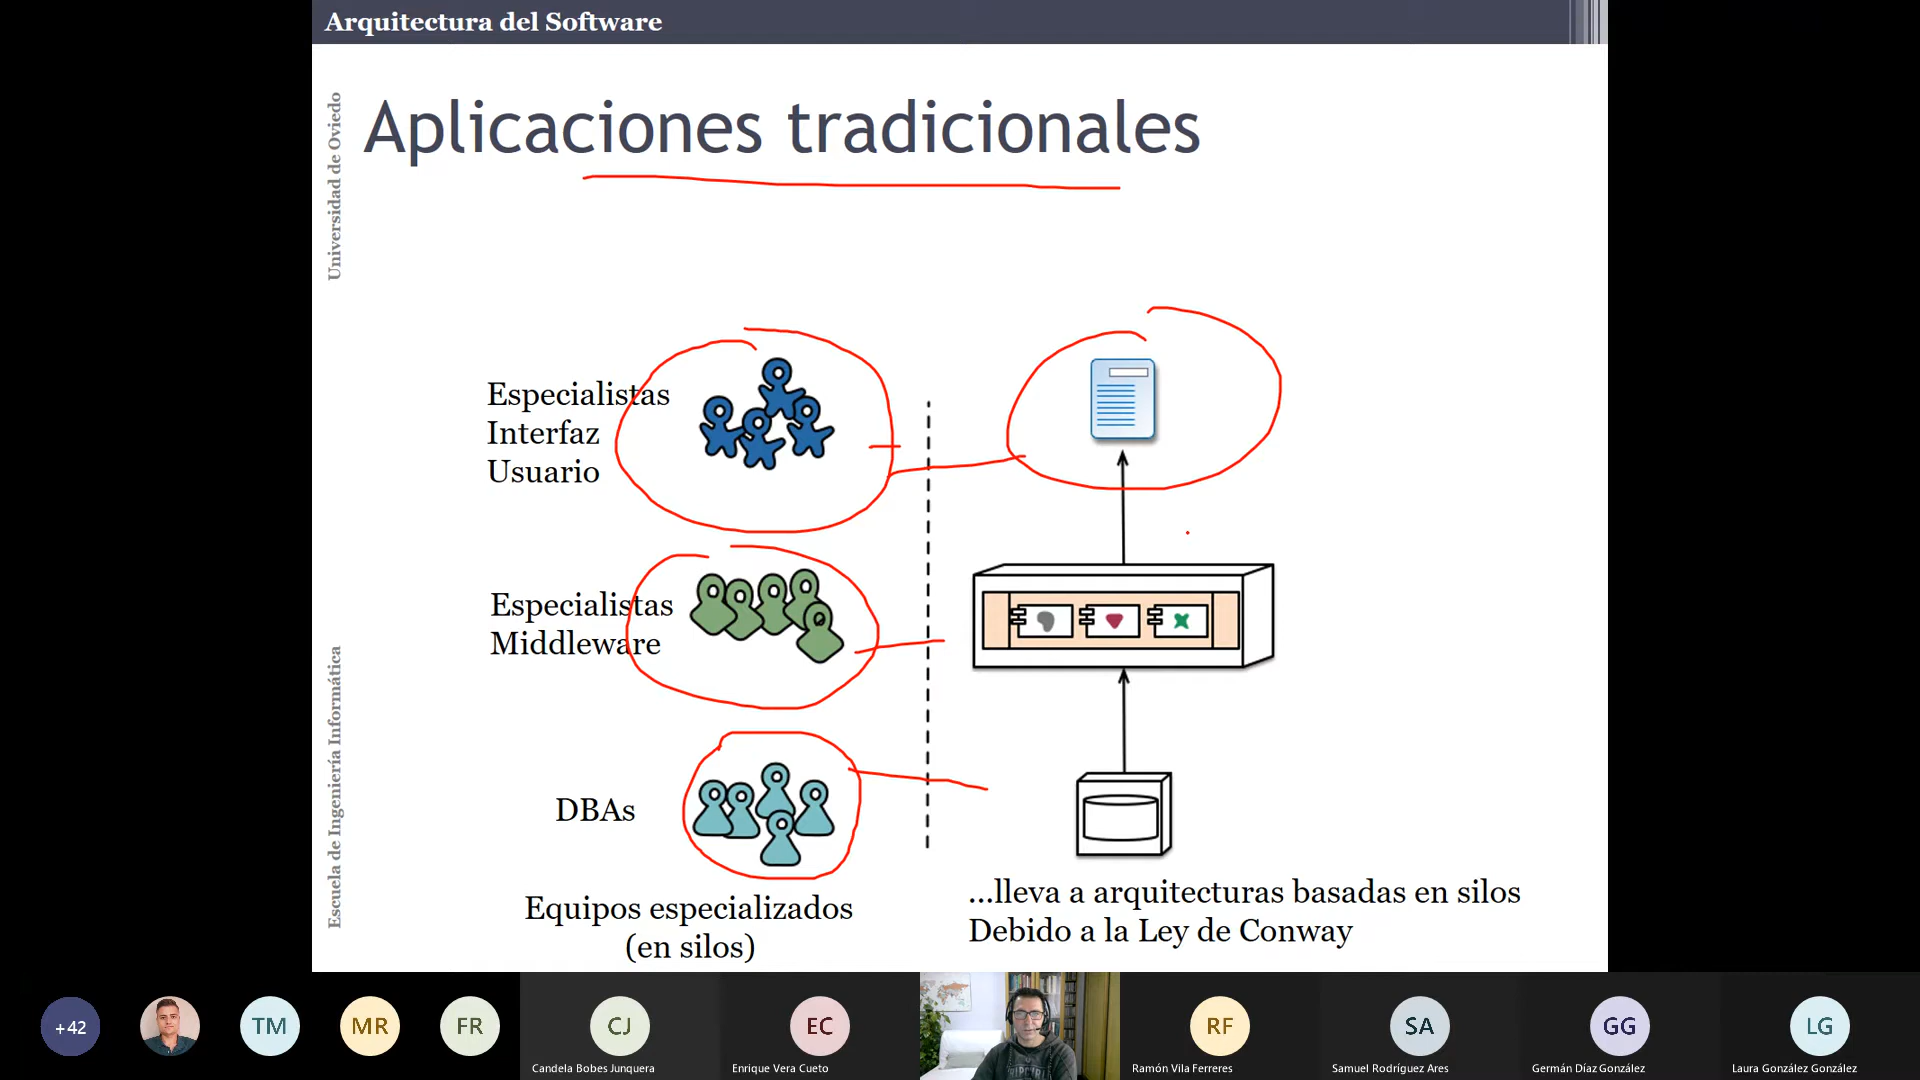 Arquitectura del Software
Universidad de Oviedo
Escuela de Ingeniería Informática
Aplicaciones tradicionales
Especialistas
Interfaz
Usuario
Especialistas
Middleware
DBAs
Equipos especializados
(en silos)
...lleva a arquitecturas basadas en silos
Debido a la Ley de Conway
+42
TM
MR
FR
CJ
Candela Bobes Junquera
EC
Enrique Vera Cueto
RF
Ramón Vila Ferreres
SA
Samuel Rodríguez Ares
GG
Germán Díaz González
LG
Laura González González